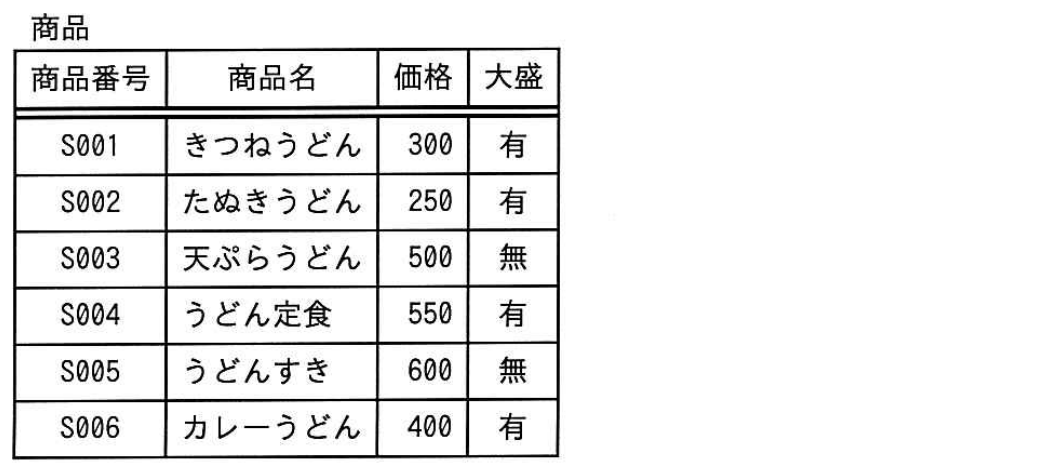 商品
商品番号 商品名 価格 大盛
S001 きつねうどん 300 有
S002 たぬきうどん 250 有
S003 天ぷらうどん 500 無
S004 うどん定食 550 有
S005 うどんすき 600 無
S006 カレーうどん 400 有